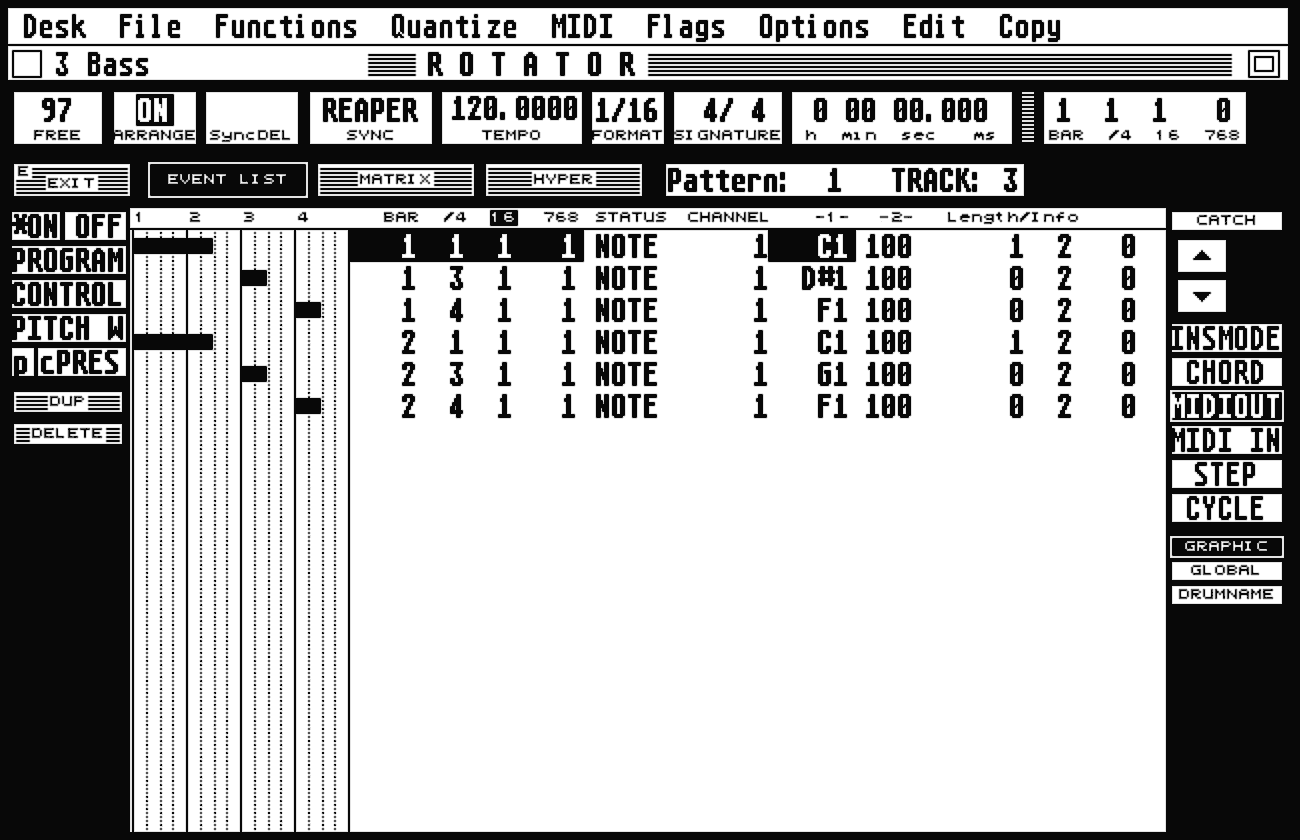 Desk File Functions Quantize MIDI Flags Options Edit Copy
3 Bass ROTATOR
97 ON REAPER 120.0000 1/16 4/ 4 0 00 00.000 1 1 1 0
FREE ARRANGE SyncDEL SYNC TEMPO FORMAT SIGNATURE h min sec ms BAR /4 16 768
E EXIT EVENT LIST MATRIX HYPER Pattern: 1 TRACK: 3
*ON OFF 1 2 3 4 BAR /4 16 768 STATUS CHANNEL -1- -2- Length/Info CATCH
1 1 1 1 NOTE 1 C1 100 1 2 0
PROGRAM 1 3 1 1 NOTE 1 D#1 100 0 2 0
CONTROL 1 4 1 1 NOTE 1 F1 100 0 2 0
PITCH W 2 1 1 1 NOTE 1 C1 100 1 2 0 INSMODE
p cPRES 2 3 1 1 NOTE 1 G1 100 0 2 0 CHORD
DUP 2 4 1 1 NOTE 1 F1 100 0 2 0 MIDIOUT
DELETE MIDI IN
STEP
CYCLE
GRAPHIC
GLOBAL
DRUMNAME